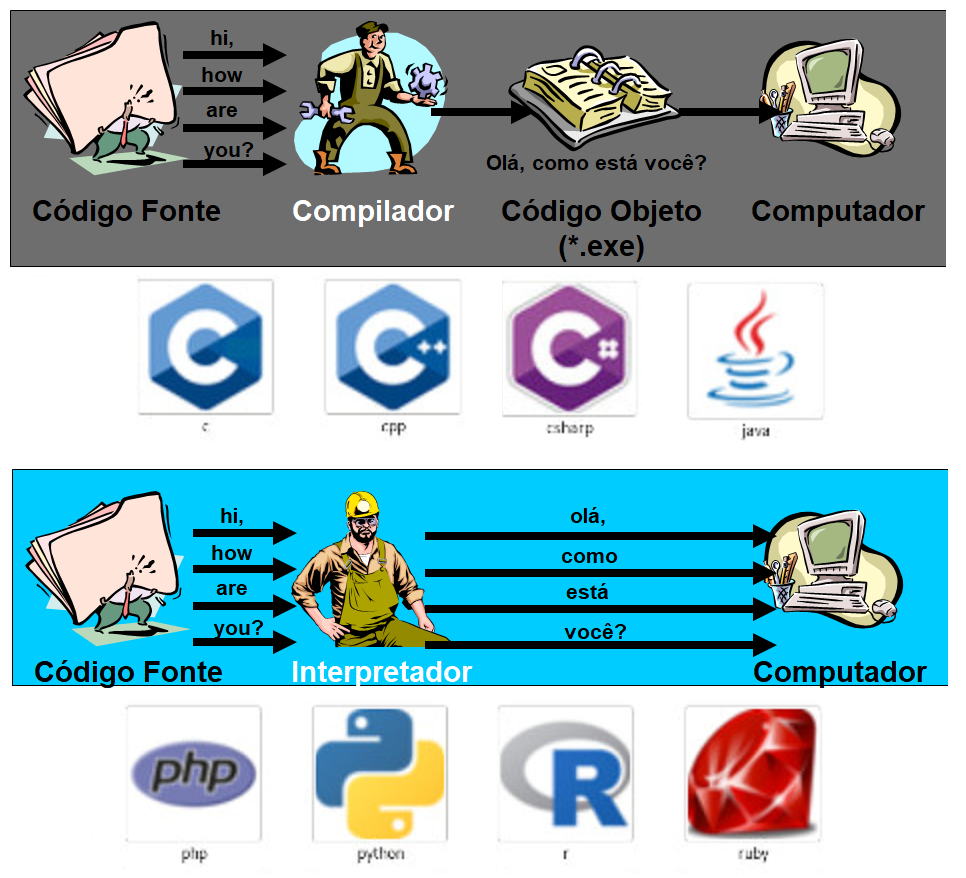 hi,
how
are
you?
Olá, como está você?
Código Fonte
Compilador
Código Objeto
(*.exe)
Computador
C
C++
C#
c
cpp
csharp
java
hi,
how
are
you?
olá,
como
está
você?
Código Fonte
Interpretador
Computador
php
R
php
python
r
ruby